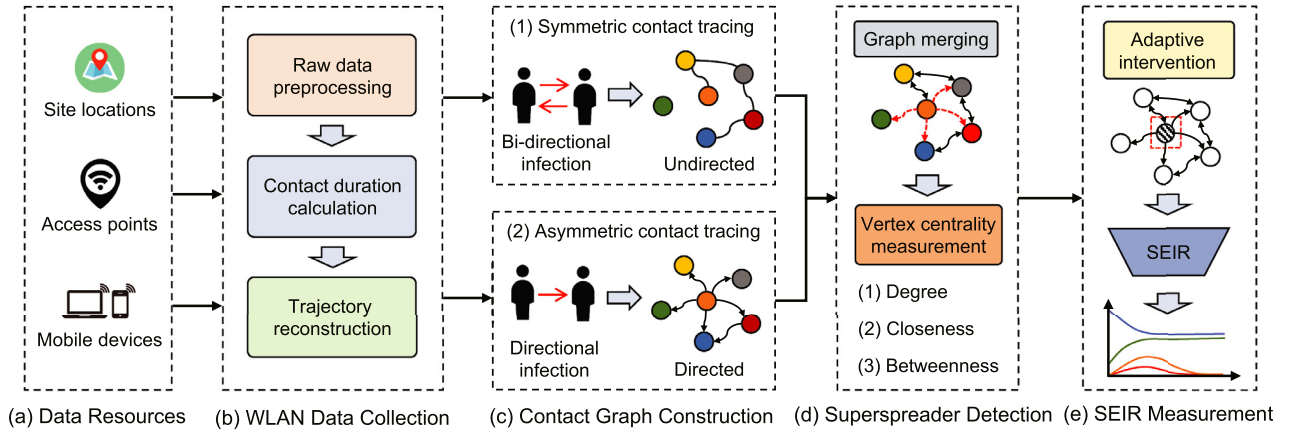 Site locations
Access points
Mobile devices
(a) Data Resources
Raw data
preprocessing
Contact duration
calculation
Trajectory
reconstruction
(b) WLAN Data Collection
(1) Symmetric contact tracing
Bi-directional
infection
Undirected
(2) Asymmetric contact tracing
Directional
infection
Directed
(c) Contact Graph Construction
Graph merging
Vertex centrality
measurement
(1) Degree
(2) Closeness
(3) Betweenness
(d) Superspreader Detection
Adaptive
intervention
SEIR
(e) SEIR Measurement